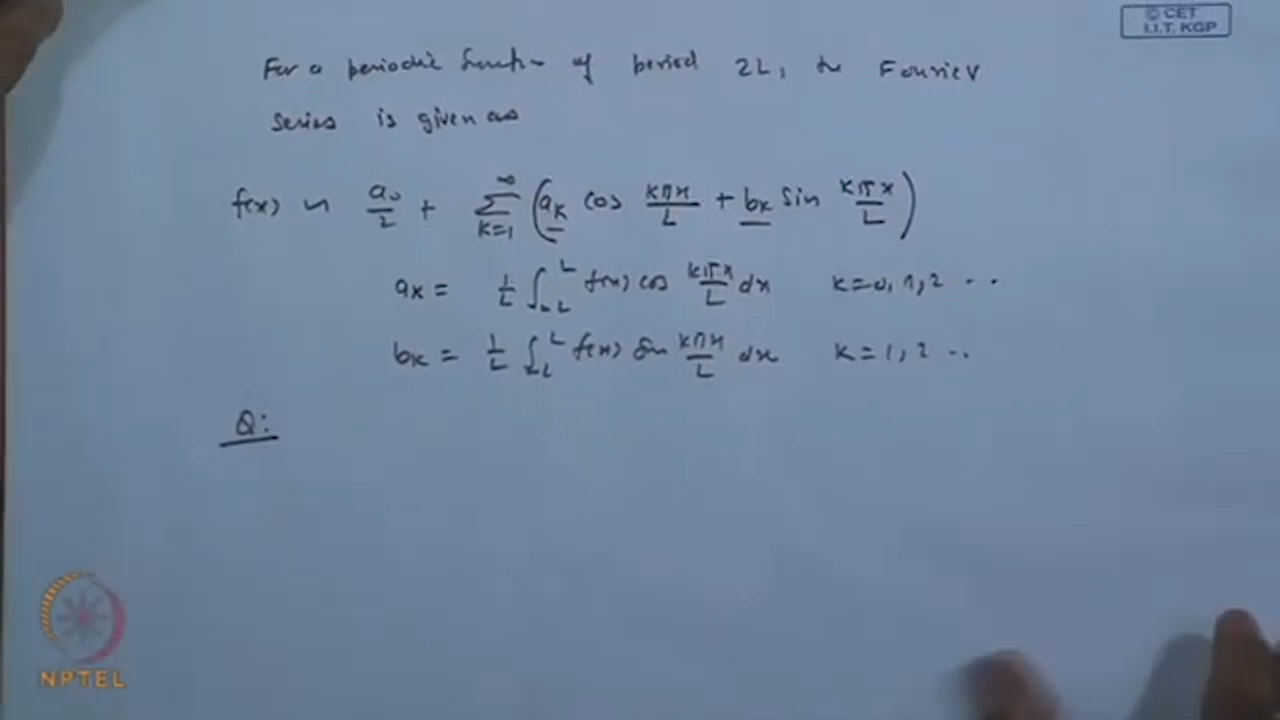 © CET
I.I.T. KGP
For a periodic function of period 2L, the Fourier
Series is given as
f(x) ~ a₀/2 + ∑_{k=1}^{∞} (a_k cos kπx/L + b_k sin kπx/L)
a_k = 1/L ∫_{-L}^{L} f(x) cos kπx/L dx k=0, 1, 2 ..
b_k = 1/L ∫_{-L}^{L} f(x) sin kπx/L dx k=1, 2 ..
Q:
NPTEL